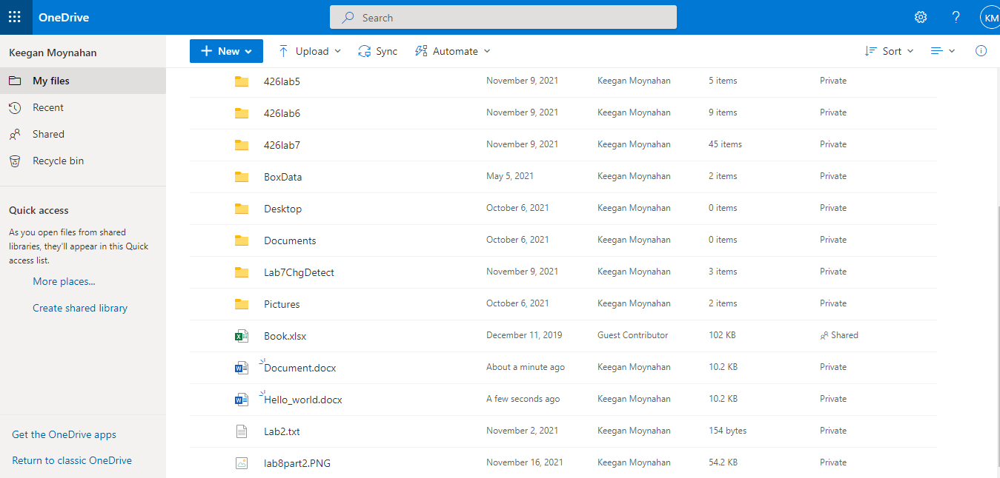 OneDrive
Search
KM
Keegan Moynahan
New
Upload
Sync
Automate
Sort
My files
Recent
Shared
Recycle bin
Quick access
As you open files from shared
libraries, they'll appear in this Quick
access list.
More places...
Create shared library
Get the OneDrive apps
Return to classic OneDrive
426lab5 November 9, 2021 Keegan Moynahan 5 items Private
426lab6 November 9, 2021 Keegan Moynahan 9 items Private
426lab7 November 9, 2021 Keegan Moynahan 45 items Private
BoxData May 5, 2021 Keegan Moynahan 2 items Private
Desktop October 6, 2021 Keegan Moynahan 0 items Private
Documents October 6, 2021 Keegan Moynahan 0 items Private
Lab7ChgDetect November 9, 2021 Keegan Moynahan 3 items Private
Pictures October 6, 2021 Keegan Moynahan 2 items Private
Book.xlsx December 11, 2019 Guest Contributor 102 KB Shared
Document.docx About a minute ago Keegan Moynahan 10.2 KB Private
Hello_world.docx A few seconds ago Keegan Moynahan 10.2 KB Private
Lab2.txt November 2, 2021 Keegan Moynahan 154 bytes Private
lab8part2.PNG November 16, 2021 Keegan Moynahan 54.2 KB Private